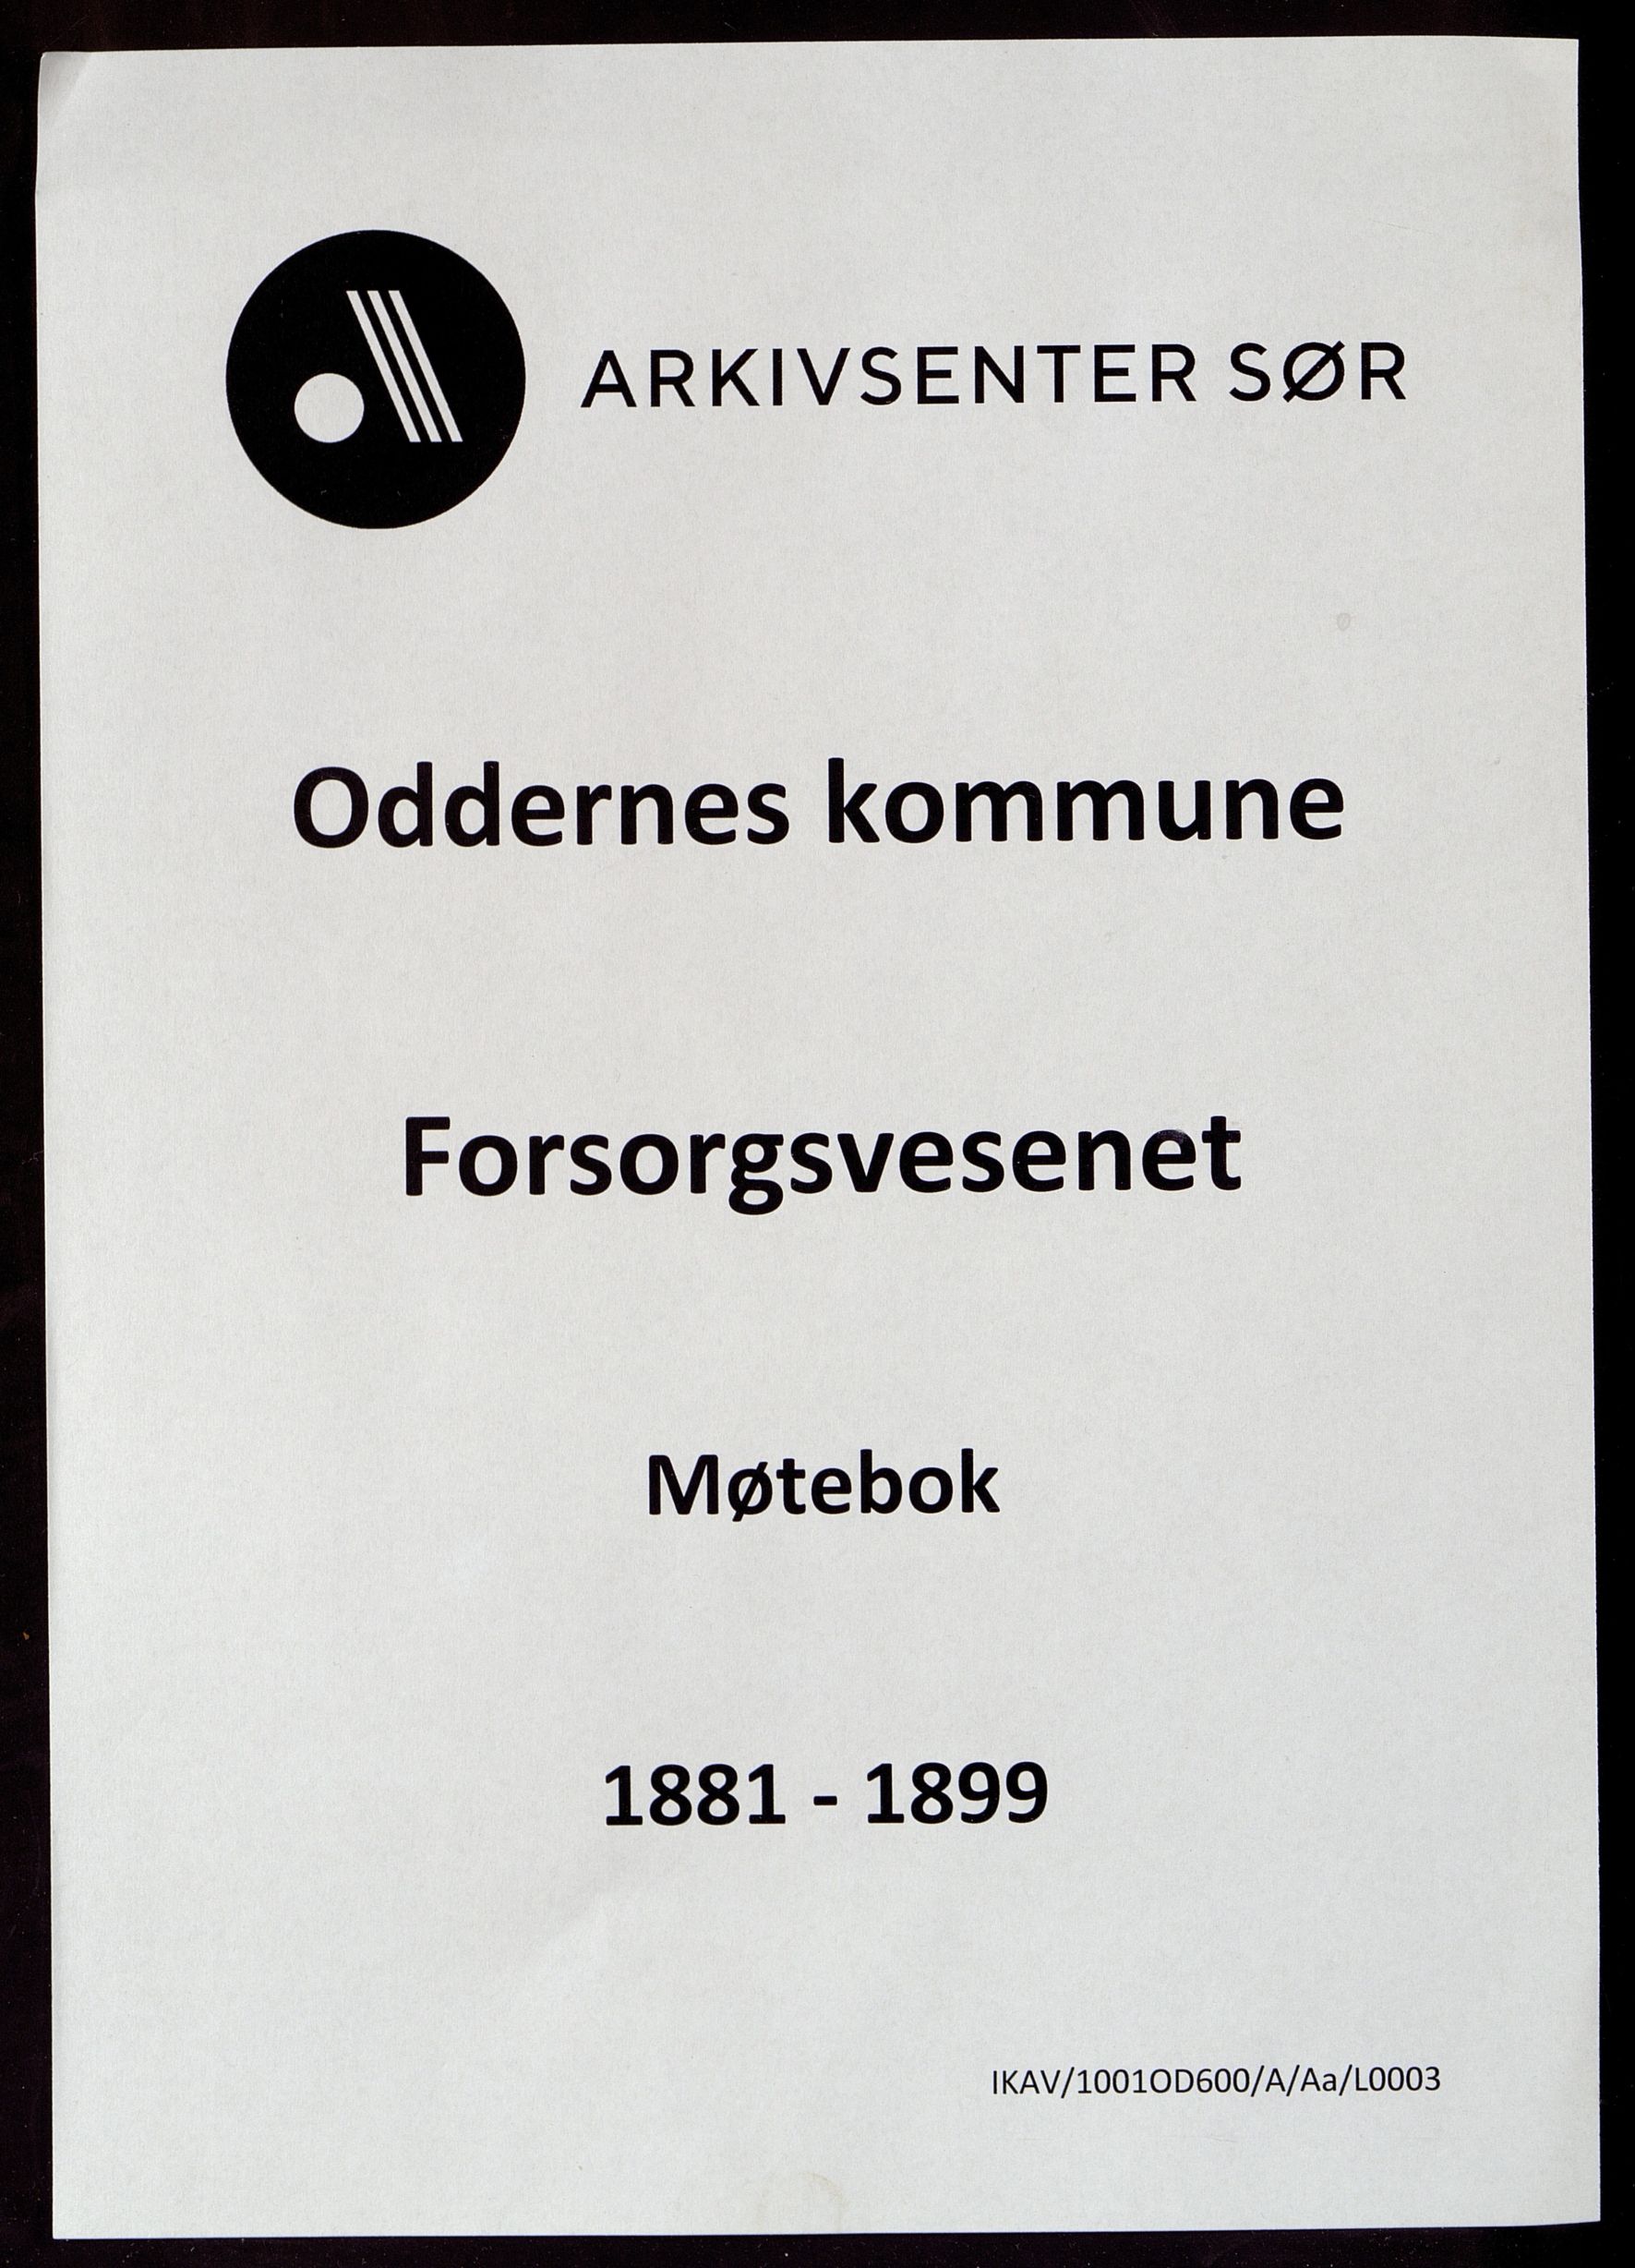 ARKIVSENTER SØR
Oddernes kommune
Forsorgsvesenet
Møtebok
1881 - 1899
IKAV/1001OD600/A/Aa/L0003